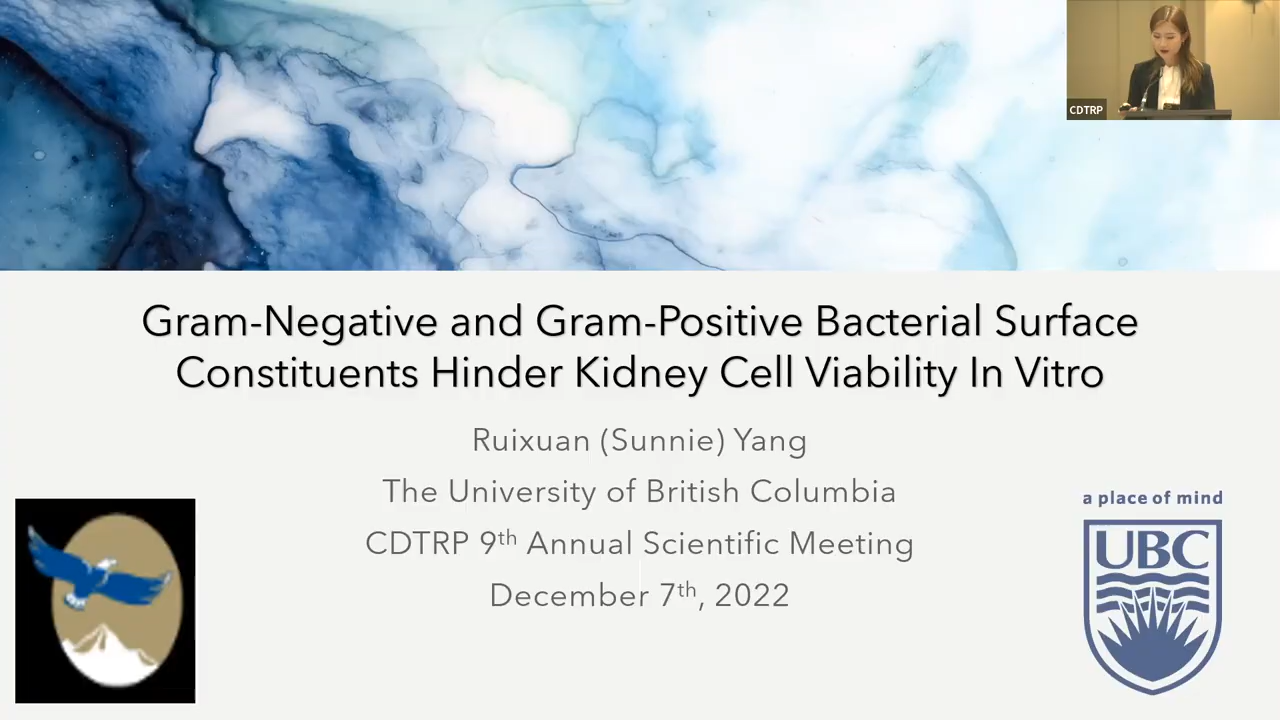 CDTRP
Gram-Negative and Gram-Positive Bacterial Surface
Constituents Hinder Kidney Cell Viability In Vitro
Ruixuan (Sunnie) Yang
The University of British Columbia
CDTRP 9th Annual Scientific Meeting
December 7th, 2022
a place of mind
UBC